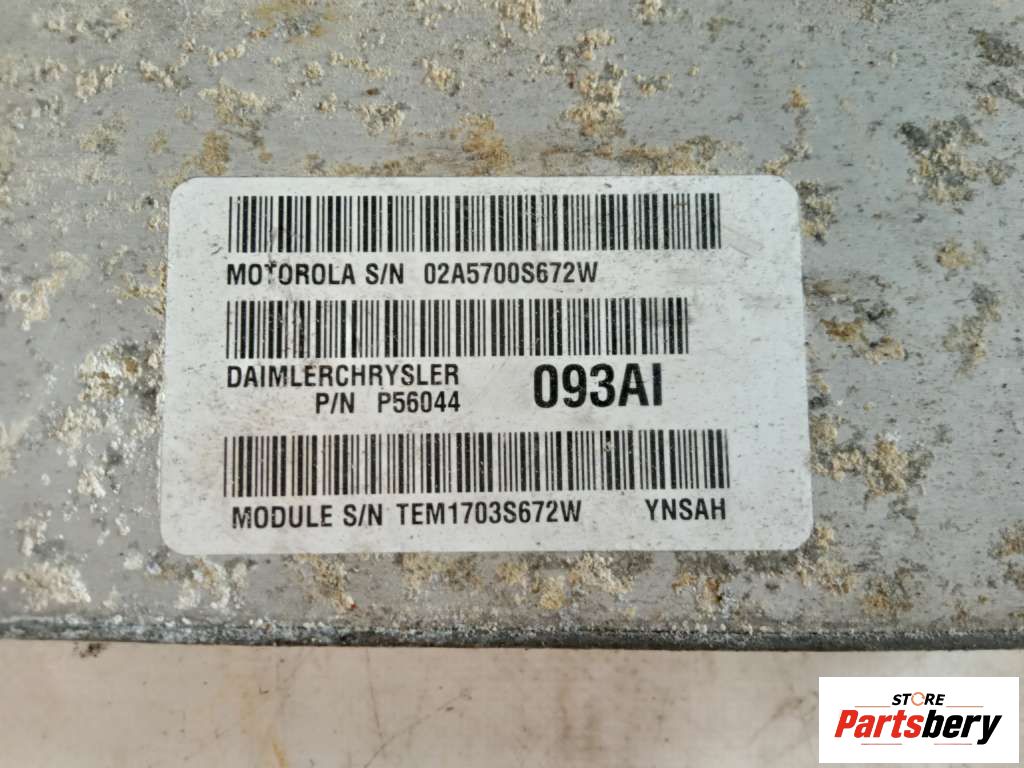 MOTOROLA S/N 02A5700S672W
DAIMLERCHRYSLER
P/N P56044 093AI
MODULE S/N TEM1703S672W YNSAH
STORE
Partsbery